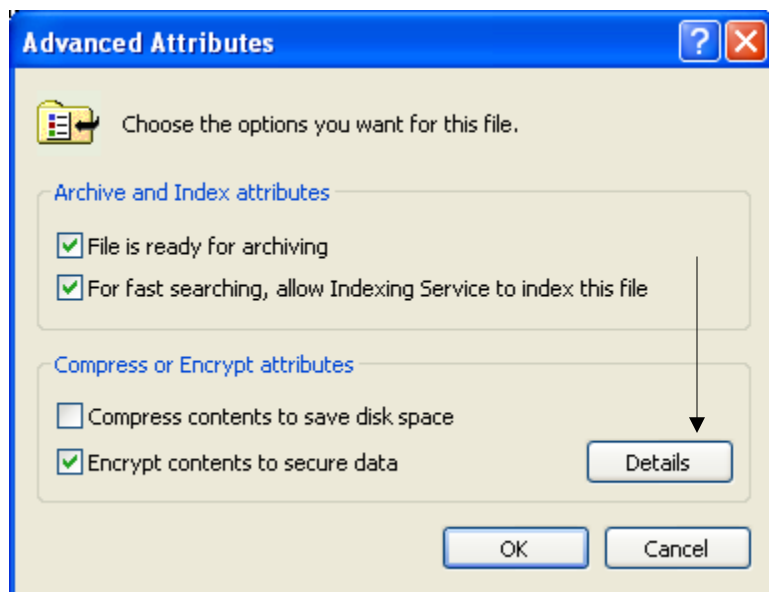 Advanced Attributes
Choose the options you want for this file.
Archive and Index attributes
File is ready for archiving
For fast searching, allow Indexing Service to index this file
Compress or Encrypt attributes
Compress contents to save disk space
Encrypt contents to secure data
Details
OK
Cancel